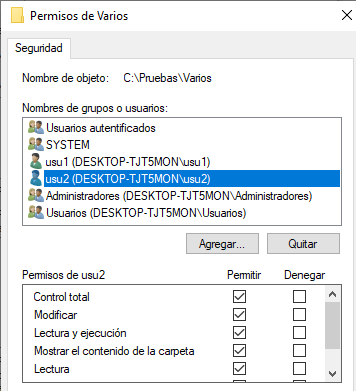 Permisos de Varios
Seguridad
Nombre de objeto: C:\Pruebas\Varios
Nombres de grupos o usuarios:
Usuarios autentificados
SYSTEM
usu1 (DESKTOP-TJT5MON\usu1)
usu2 (DESKTOP-TJT5MON\usu2)
Administradores (DESKTOP-TJT5MON\Administradores)
Usuarios (DESKTOP-TJT5MON\Usuarios)
Agregar... Quitar
Permisos de usu2 Permitir Denegar
Control total
Modificar
Lectura y ejecución
Mostrar el contenido de la carpeta
Lectura